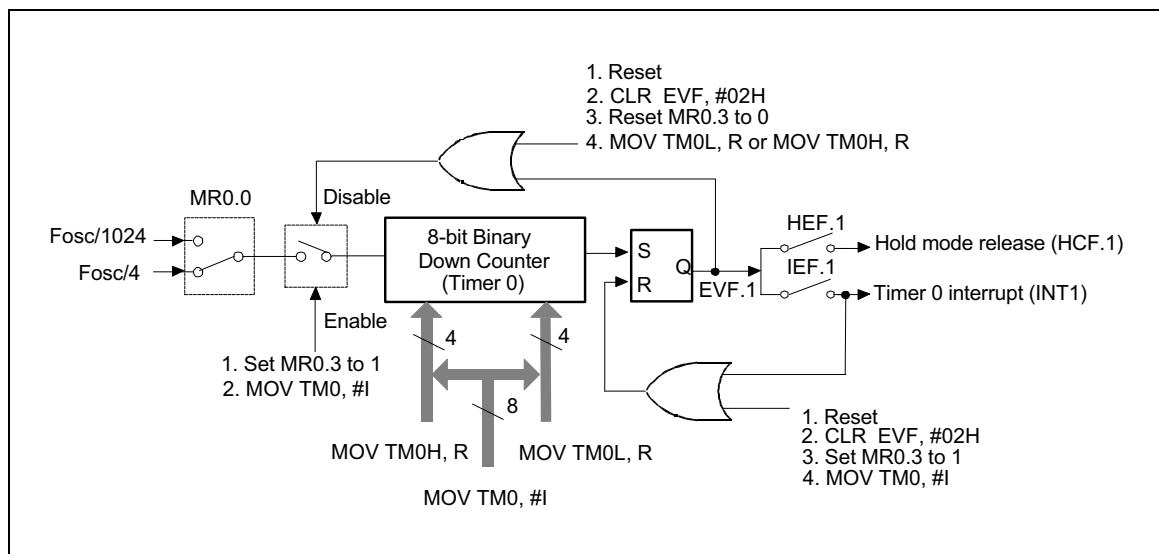 1. Reset
2. CLR EVF, #02H
3. Reset MR0.3 to 0
4. MOV TM0L, R or MOV TM0H, R
MR0.0
Disable
Fosc/1024
Fosc/4
8-bit Binary
Down Counter
(Timer 0)
S
Q
R
EVF.1
HEF.1
Hold mode release (HCF.1)
IEF.1
Timer 0 interrupt (INT1)
Enable
1. Set MR0.3 to 1
2. MOV TM0, #I
4
4
8
MOV TM0H, R
MOV TM0L, R
MOV TM0, #I
1. Reset
2. CLR EVF, #02H
3. Set MR0.3 to 1
4. MOV TM0, #I